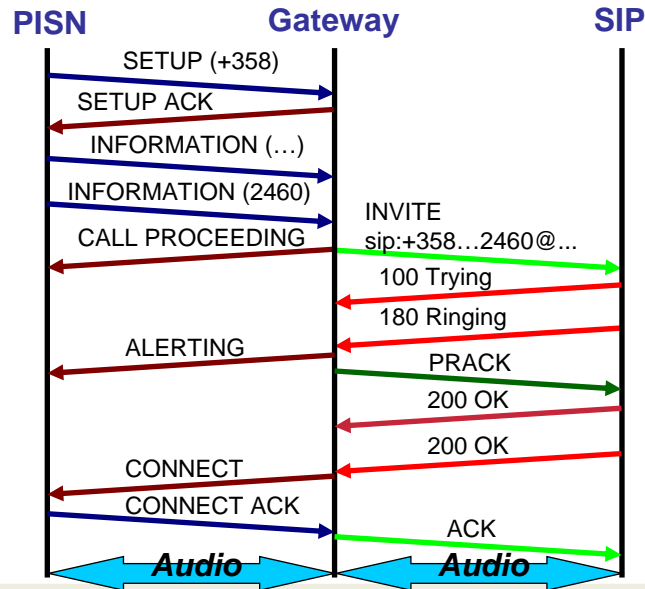 PISN Gateway SIP
SETUP (+358)
SETUP ACK
INFORMATION (…)
INFORMATION (2460)
INVITE
sip:+358…2460@...
CALL PROCEEDING
100 Trying
180 Ringing
ALERTING
PRACK
200 OK
200 OK
CONNECT
CONNECT ACK
ACK
Audio Audio